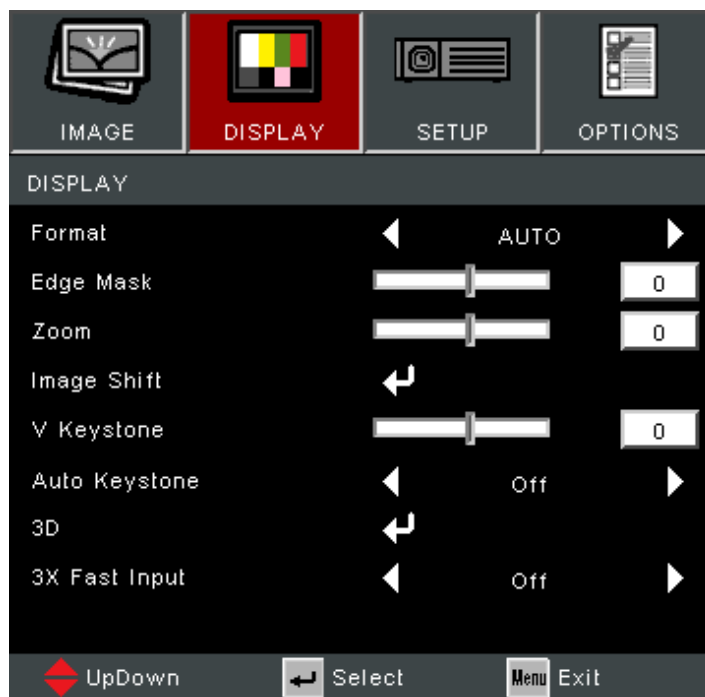 IMAGE DISPLAY SETUP OPTIONS
DISPLAY
Format AUTO
Edge Mask 0
Zoom 0
Image Shift
V Keystone 0
Auto Keystone Off
3D
3X Fast Input Off
UpDown Select Menu Exit